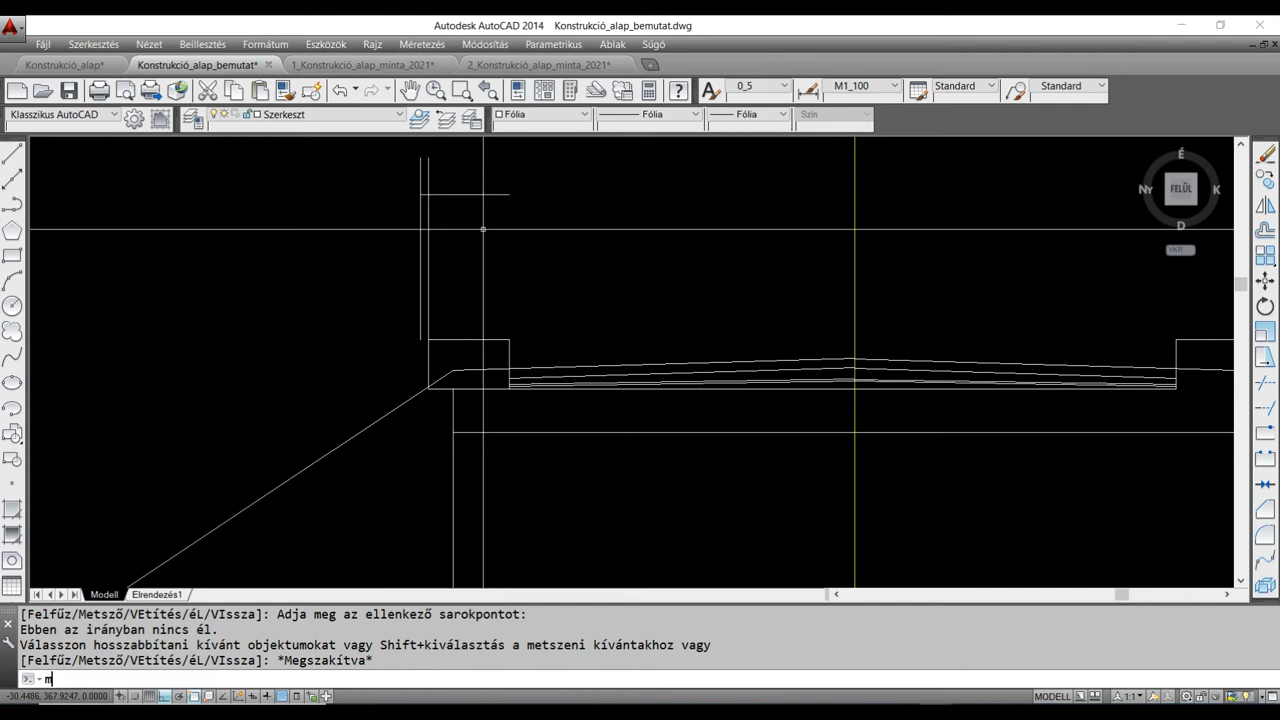 Autodesk AutoCAD 2014 Konstrukció_alap_bemutat.dwg
Fájl Szerkesztés Nézet Beillesztés Formátum Eszközök Rajz Méretezés Módosítás Parametrikus Ablak Súgó
Konstrukció_alap* Konstrukció_alap_bemutat* 1_Konstrukció_alap_minta_2021* 2_Konstrukció_alap_minta_2021*
0_5 M1_100 Standard Standard
Klasszikus AutoCAD Szerkeszt Fólia Fólia Fólia Szín
É
NY FELÜL K
D
VKR
Modell Elrendezés1
[Felfűz/Metsző/VEtítés/éL/VIssza]: Adja meg az ellenkező sarokpontot:
Ebben az irányban nincs él.
Válasszon hosszabbítani kívánt objektumokat vagy Shift+kiválasztás a metszeni kívántakhoz vagy
[Felfűz/Metsző/VEtítés/éL/VIssza]: *Megszakítva*
m
-30.4486, 367.9247, 0.0000 MODELL 1:1